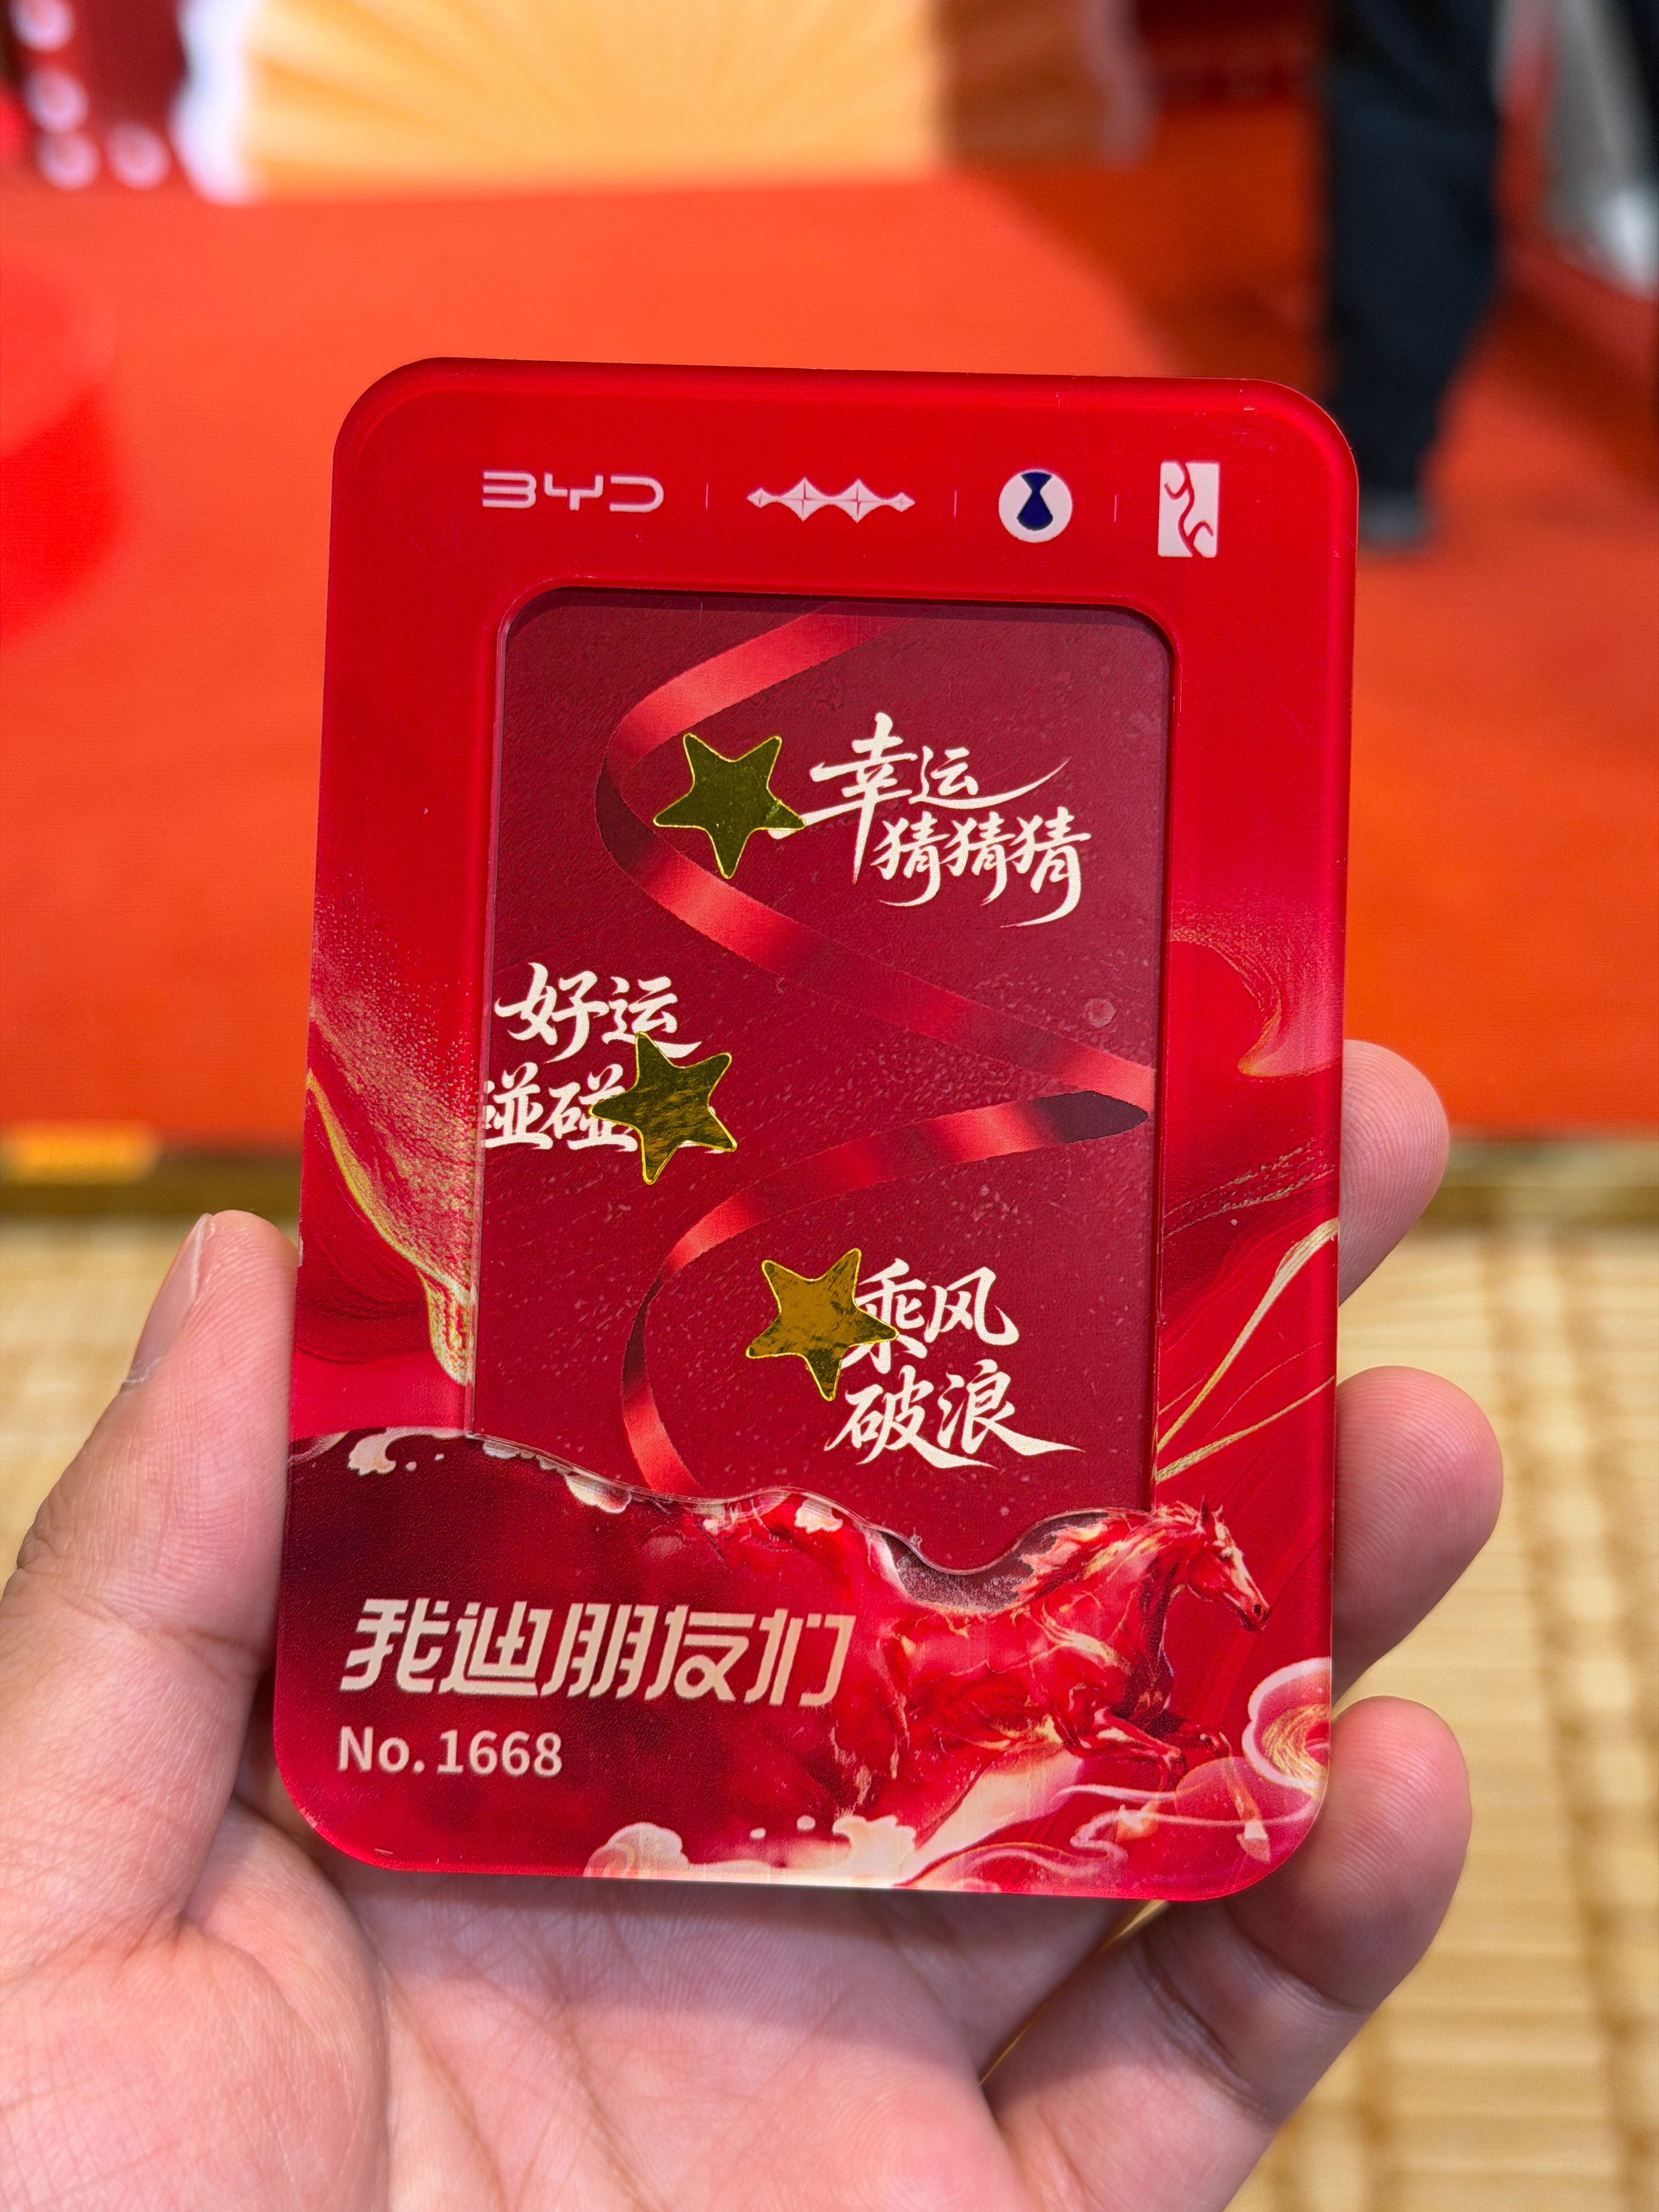 BYD
幸运
猜猜猜
好运
碰碰
乘风
破浪
我迪朋友们
No. 1668